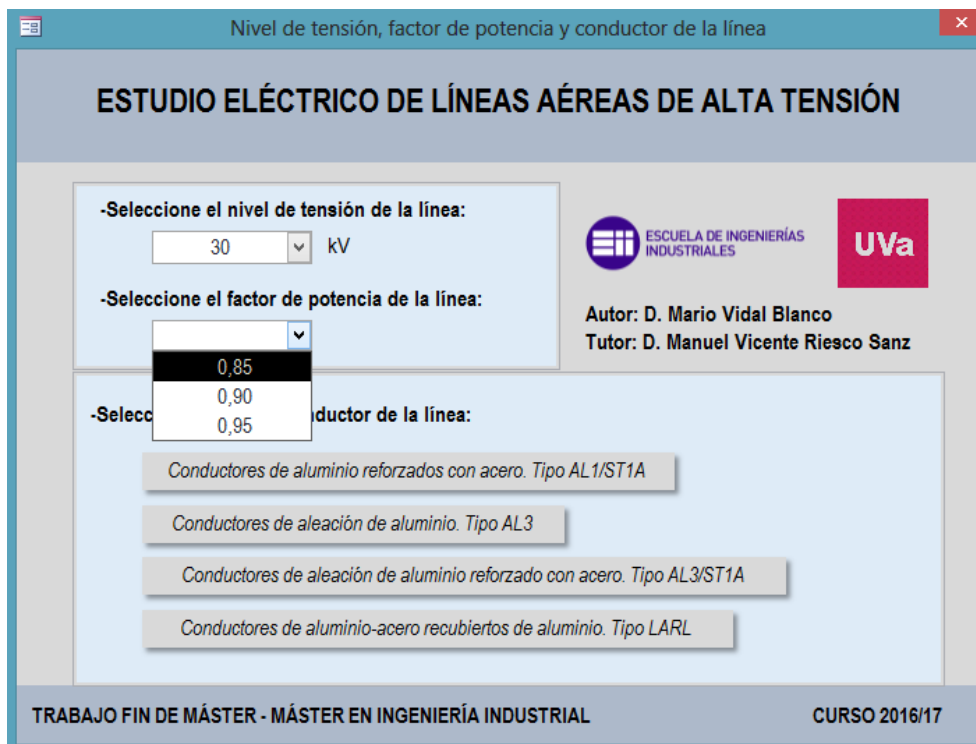 Nivel de tensión, factor de potencia y conductor de la línea
ESTUDIO ELÉCTRICO DE LÍNEAS AÉREAS DE ALTA TENSIÓN
-Seleccione el nivel de tensión de la línea:
30 kV
-Seleccione el factor de potencia de la línea:
0,85
0,90
0,95
ESCUELA DE INGENIERÍAS
INDUSTRIALES
UVa
Autor: D. Mario Vidal Blanco
Tutor: D. Manuel Vicente Riesco Sanz
-Selecc ductor de la línea:
Conductores de aluminio reforzados con acero. Tipo AL1/ST1A
Conductores de aleación de aluminio. Tipo AL3
Conductores de aleación de aluminio reforzado con acero. Tipo AL3/ST1A
Conductores de aluminio-acero recubiertos de aluminio. Tipo LARL
TRABAJO FIN DE MÁSTER - MÁSTER EN INGENIERÍA INDUSTRIAL
CURSO 2016/17